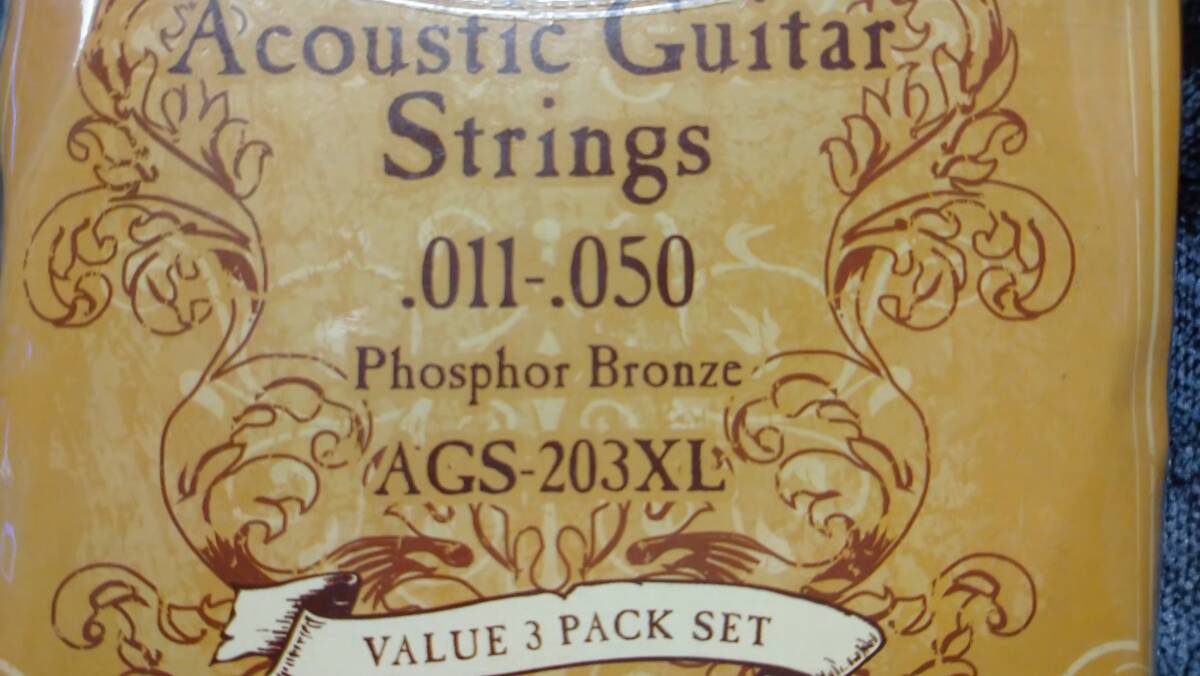 Acoustic Guitar
Strings
.011-.050
Phosphor Bronze
AGS-203XL
VALUE 3 PACK SET